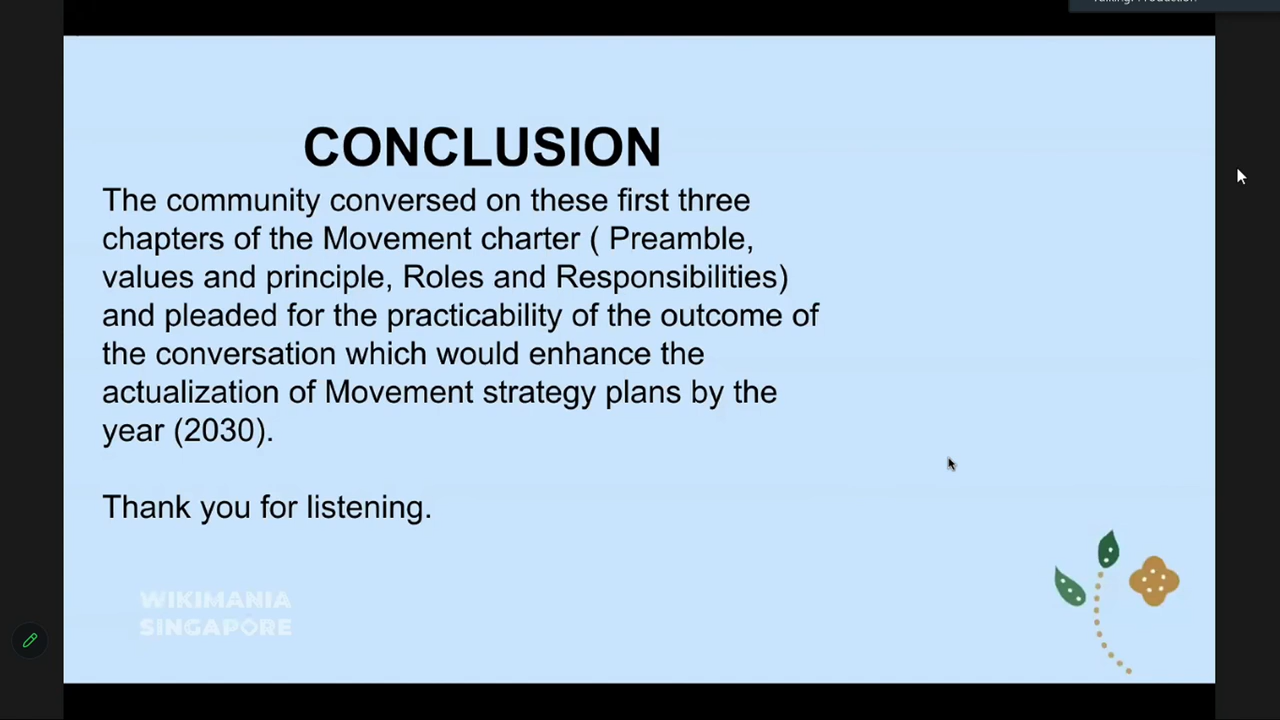 Talking: Production
CONCLUSION
The community conversed on these first three
chapters of the Movement charter ( Preamble,
values and principle, Roles and Responsibilities)
and pleaded for the practicability of the outcome of
the conversation which would enhance the
actualization of Movement strategy plans by the
year (2030).
Thank you for listening.
WIKIMANIA
SINGAPORE